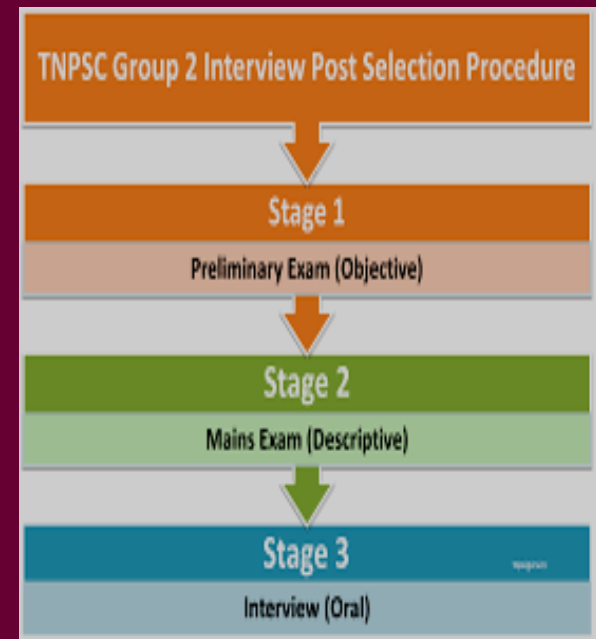 TNPSC Group 2 Interview Post Selection Procedure
Stage 1
Preliminary Exam (Objective)
Stage 2
Mains Exam (Descriptive)
Stage 3
Interview (Oral)